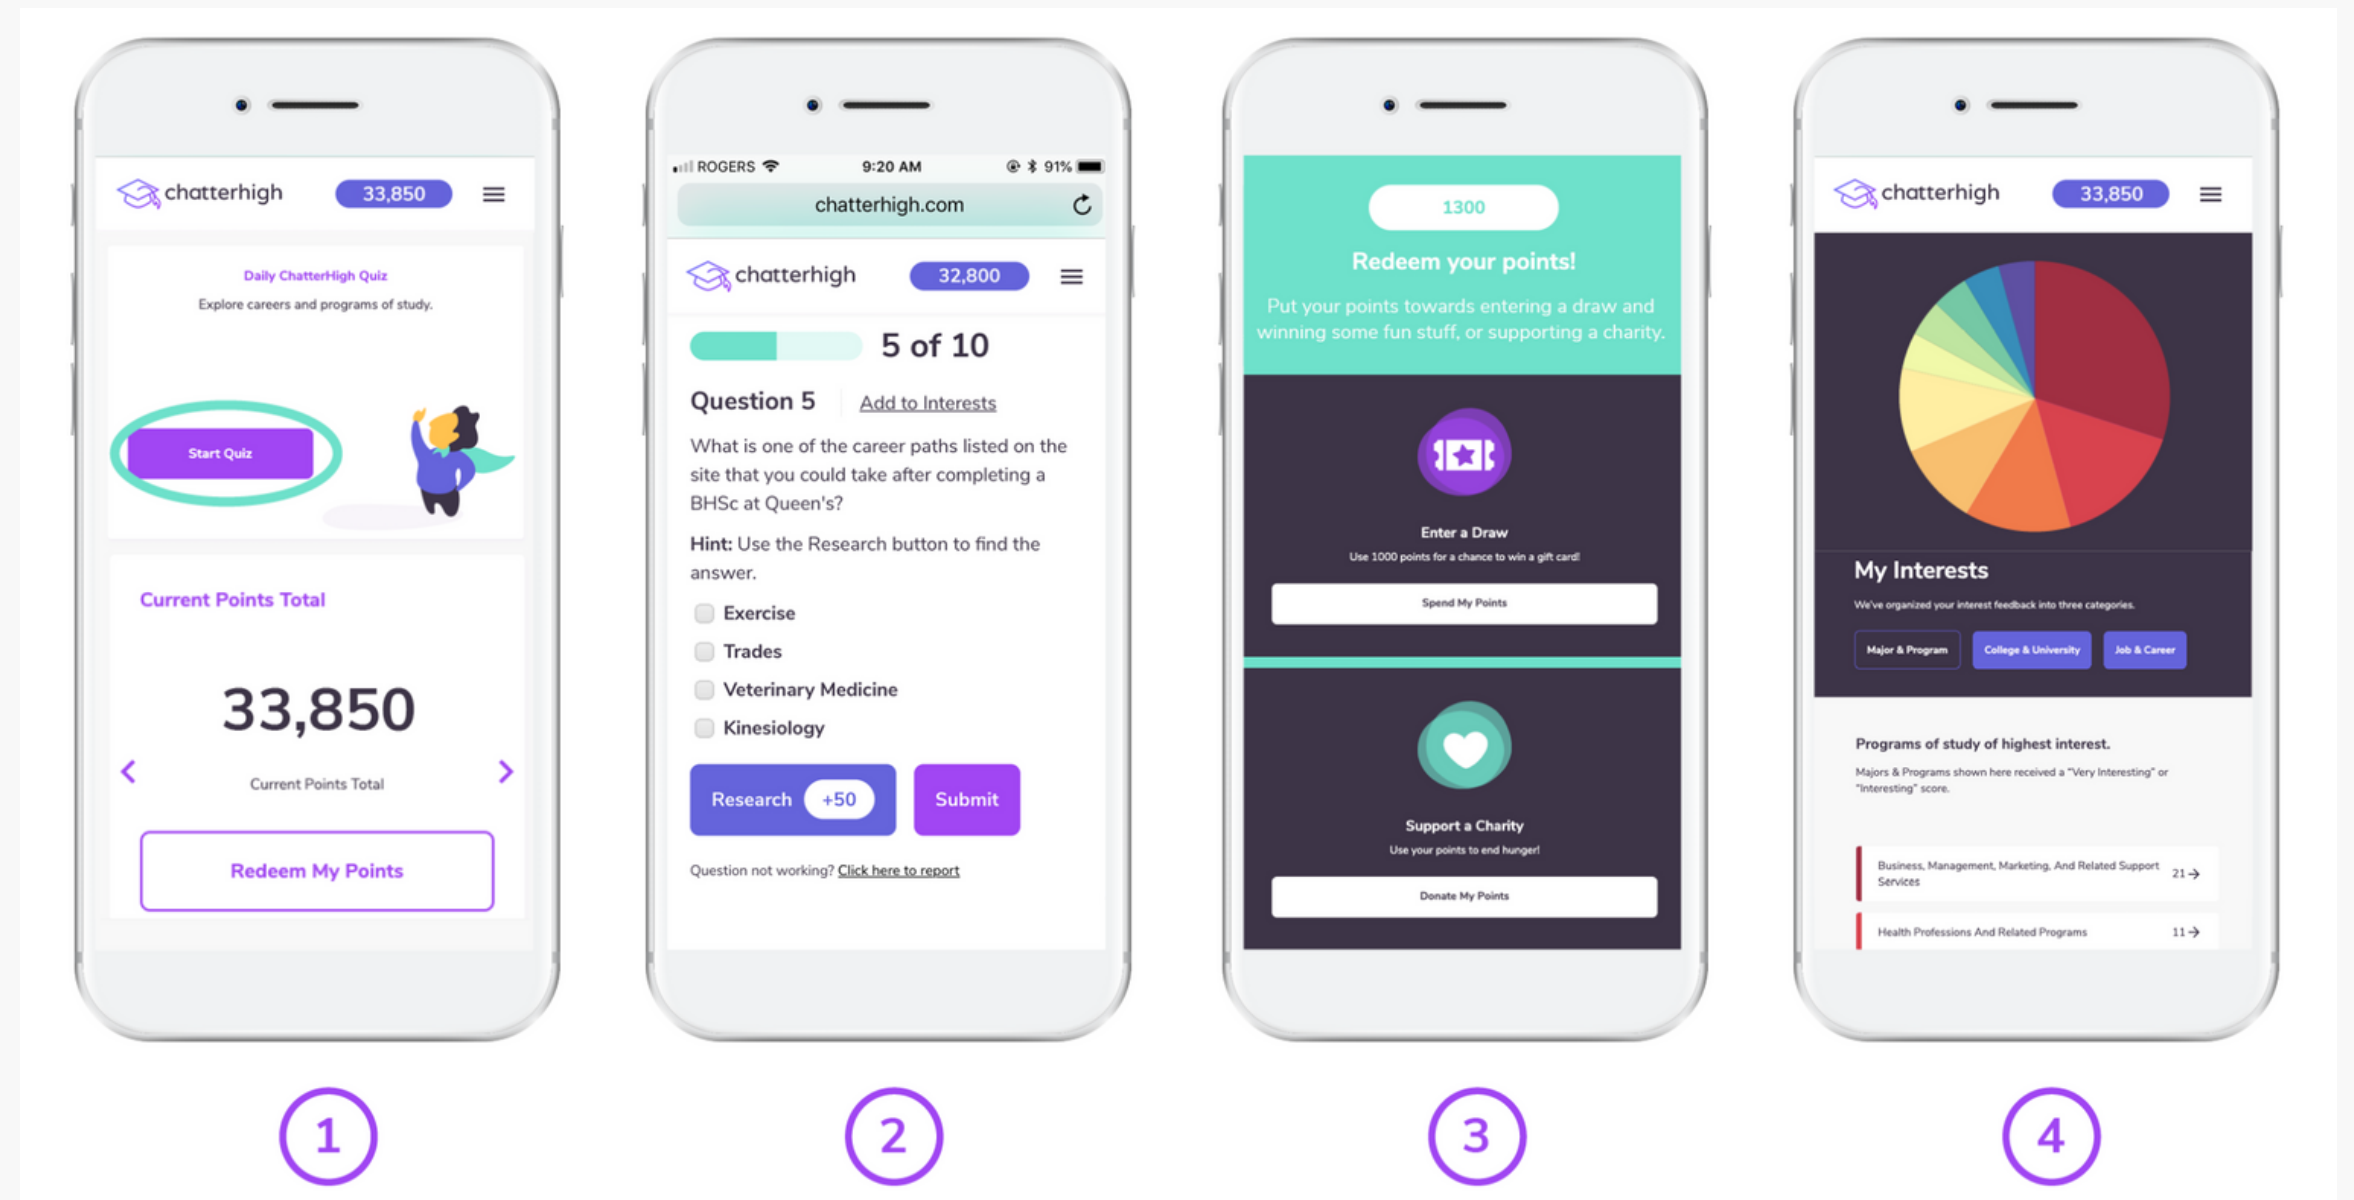 chatterhigh
33,850
Daily ChatterHigh Quiz
Explore careers and programs of study.
Start Quiz
Current Points Total
33,850
Current Points Total
Redeem My Points
1
ROGERS 9:20 AM 91%
chatterhigh.com
chatterhigh
32,800
5 of 10
Question 5 Add to Interests
What is one of the career paths listed on the
site that you could take after completing a
BHSc at Queen's?
Hint: Use the Research button to find the
answer.
Exercise
Trades
Veterinary Medicine
Kinesiology
Research +50 Submit
Question not working? Click here to report
2
1300
Redeem your points!
Put your points towards entering a draw and
winning some fun stuff, or supporting a charity.
Enter a Draw
Use 1000 points for a chance to win a gift card!
Spend My Points
Support a Charity
Use your points to end hunger!
Donate My Points
3
chatterhigh
33,850
My Interests
We've organized your interest feedback into three categories.
Major & Program College & University Job & Career
Programs of study of highest interest.
Majors & Programs shown here received a "Very Interesting" or
"Interesting" score.
Business, Management, Marketing, And Related Support
Services
21→
Health Professions And Related Programs 11→
4